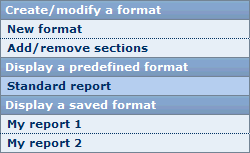 Create/modify a format
New format
Add/remove sections
Display a predefined format
Standard report
Display a saved format
My report 1
My report 2